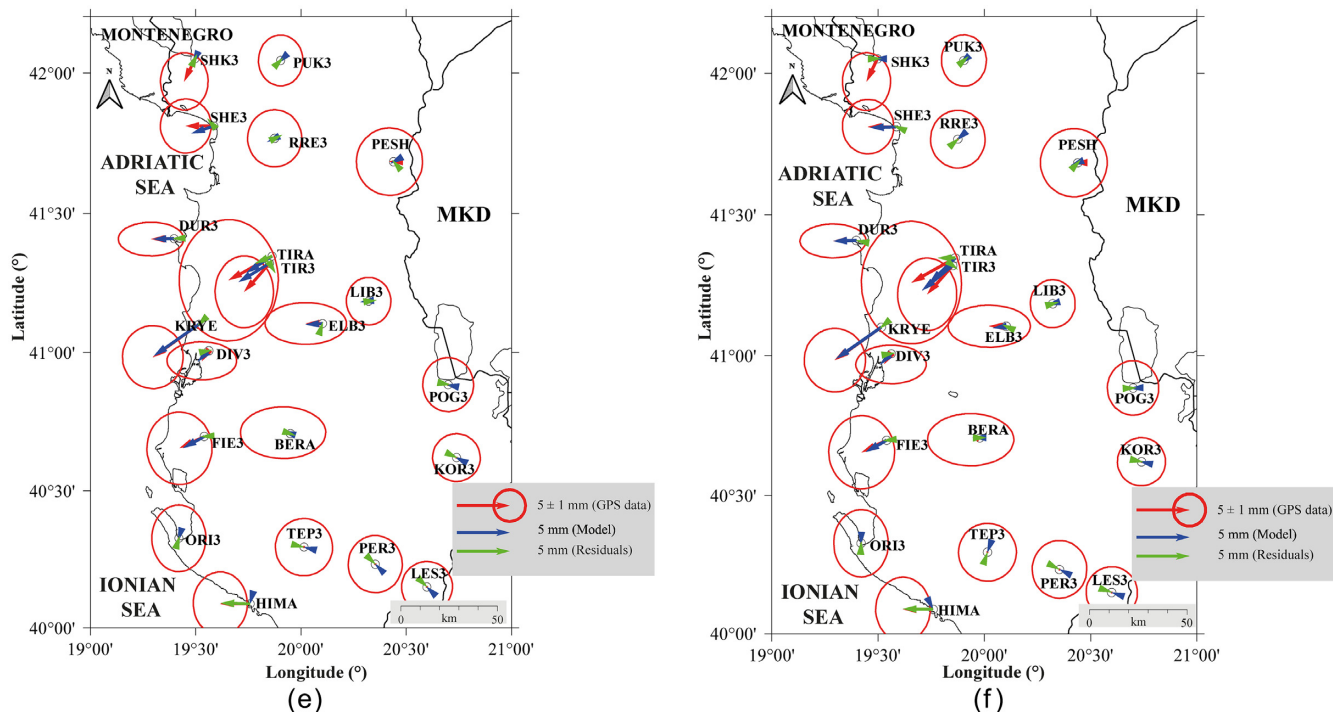 MONTENEGRO
SHK3
PUK3
42°00'
N
SHE3
RRE3
PESH
ADRIATIC
SEA
MKD
41°30'
DUR3
TIRA
TIR3
LIB3
KRYE
ELB3
41°00'
DIV3
POG3
FIE3
BERA
KOR3
40°30'
5 ± 1 mm (GPS data)
5 mm (Model)
5 mm (Residuals)
ORI3
TEP3
PER3
LES3
IONIAN
SEA
HIMA
0 km 50
40°00'
19°00' 19°30' 20°00' 20°30' 21°00'
Latitude (°)
Longitude (°)
(e)
MONTENEGRO
PUK3
42°00'
SHK3
N
SHE3
RRE3
PESH
ADRIATIC
SEA
MKD
41°30'
DUR3
TIRA
TIR3
LIB3
KRYE
ELB3
41°00'
DIV3
POG3
BERA
FIE3
KOR3
40°30'
5 ± 1 mm (GPS data)
5 mm (Model)
5 mm (Residuals)
ORI3
TEP3
PER3
LES3
IONIAN
SEA
HIMA
0 km 50
40°00'
19°00' 19°30' 20°00' 20°30' 21°00'
Latitude (°)
Longitude (°)
(f)